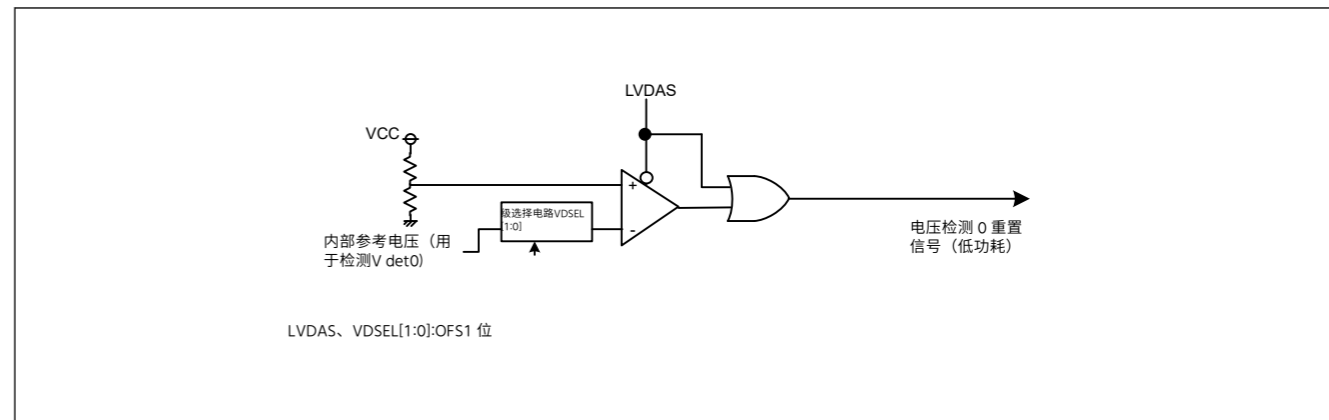 LVDAS
VCC
+
级选择电路VDSEL
[1:0]
-
内部参考电压（用
于检测V det0)
电压检测 0 重置
信号（低功耗）
LVDAS、VDSEL[1:0]:OFS1 位